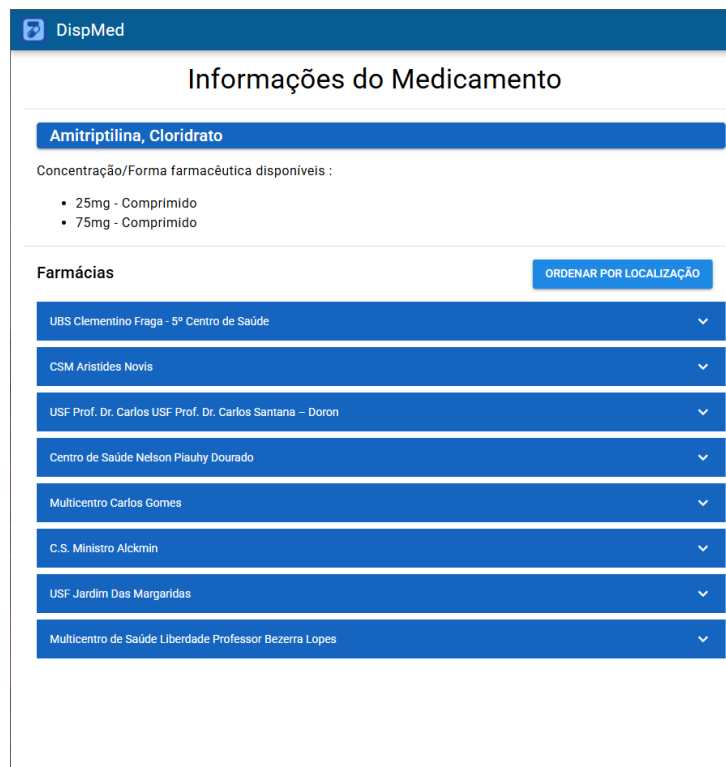 DispMed
Informações do Medicamento
Amitriptilina, Cloridrato
Concentração/Forma farmacêutica disponíveis :
• 25mg - Comprimido
• 75mg - Comprimido
Farmácias
ORDENAR POR LOCALIZAÇÃO
UBS Clementino Fraga - 5º Centro de Saúde
CSM Aristides Novis
USF Prof. Dr. Carlos USF Prof. Dr. Carlos Santana – Doron
Centro de Saúde Nelson Piauhy Dourado
Multicentro Carlos Gomes
C.S. Ministro Alckmin
USF Jardim Das Margaridas
Multicentro de Saúde Liberdade Professor Bezerra Lopes